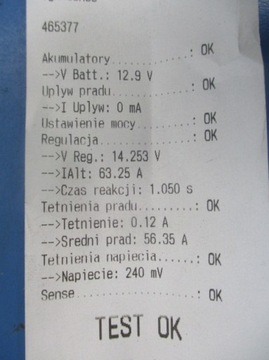 465377
Akumulatory............: OK
-->V Batt.: 12.9 V
Uplyw pradu............: OK
-->I Uplyw: 0 mA
Ustawienie mocy........: OK
Regulacja..............: OK
-->V Reg.: 14.253 V
-->IAlt: 63.25 A
-->Czas reakcji: 1.050 s
Tetnienia pradu........: OK
-->Tetnienie: 0.12 A
-->Sredni prad: 56.35 A
Tetnienia napiecia.....: OK
-->Napiecie: 240 mV
Sense..................: OK
TEST OK